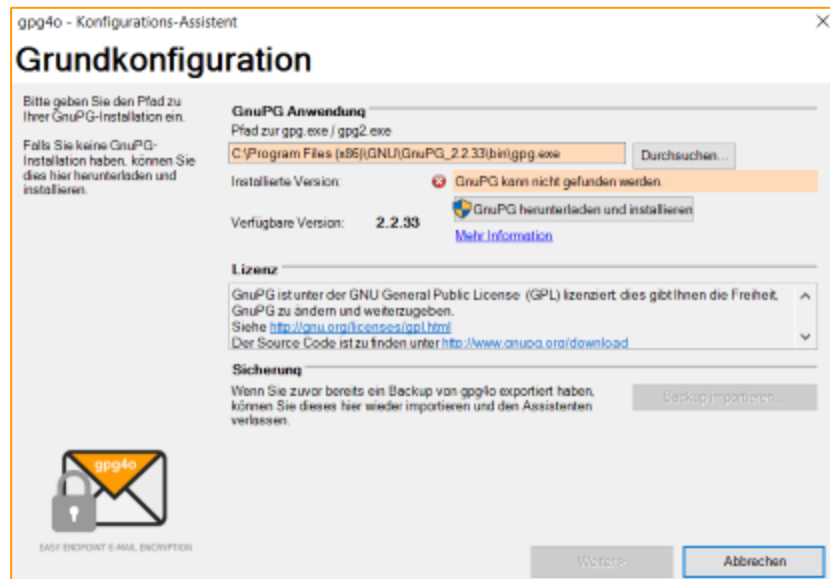 gpg4o - Konfigurations-Assistent
Grundkonfiguration
Bitte geben Sie den Pfad zu
Ihrer GnuPG-Installation ein.
Falls Sie keine GnuPG-
Installation haben, können Sie
dies hier herunterladen und
installieren.
GnuPG Anwendung
Pfad zur gpg.exe / gpg2.exe
C:\Program Files (x86)\GNU\GnuPG_2.2.33\bin\gpg.exe
Durchsuchen...
Installierte Version:
GnuPG kann nicht gefunden werden.
GnuPG herunterladen und installieren
Verfügbare Version:
2.2.33
Mehr Information
Lizenz
GnuPG ist unter der GNU General Public License (GPL) lizenziert, dies gibt Ihnen die Freiheit,
GnuPG zu ändern und weiterzugeben.
Siehe http://gnu.org/licenses/gpl.html
Der Source Code ist zu finden unter http://www.gnupg.org/download
Sicherung
Wenn Sie zuvor bereits ein Backup von gpg4o exportiert haben,
können Sie dieses hier wieder importieren und den Assistenten
verlassen.
Backup importieren...
gpg4o
EASY ENDPOINT E-MAIL ENCRYPTION
Weiter >
Abbrechen